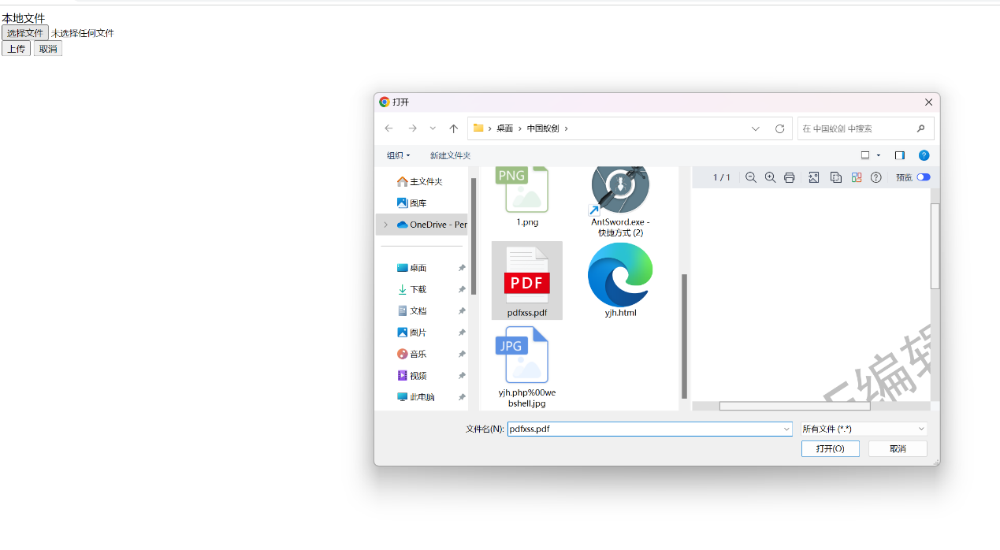 本地文件
选择文件 未选择任何文件
上传 取消
打开
桌面 › 中国蚁剑 ›
在 中国蚁剑 中搜索
组织 新建文件夹
主文件夹
图库
OneDrive - Per
桌面
下载
文档
图片
音乐
视频
此电脑
PNG
1.png
AntSword.exe -
快捷方式 (2)
PDF
pdfxss.pdf
yjh.html
JPG
yjh.php%00we
bshell.jpg
1 / 1
预览
编辑
文件名(N): pdfxss.pdf
所有文件 (*.*)
打开(O) 取消